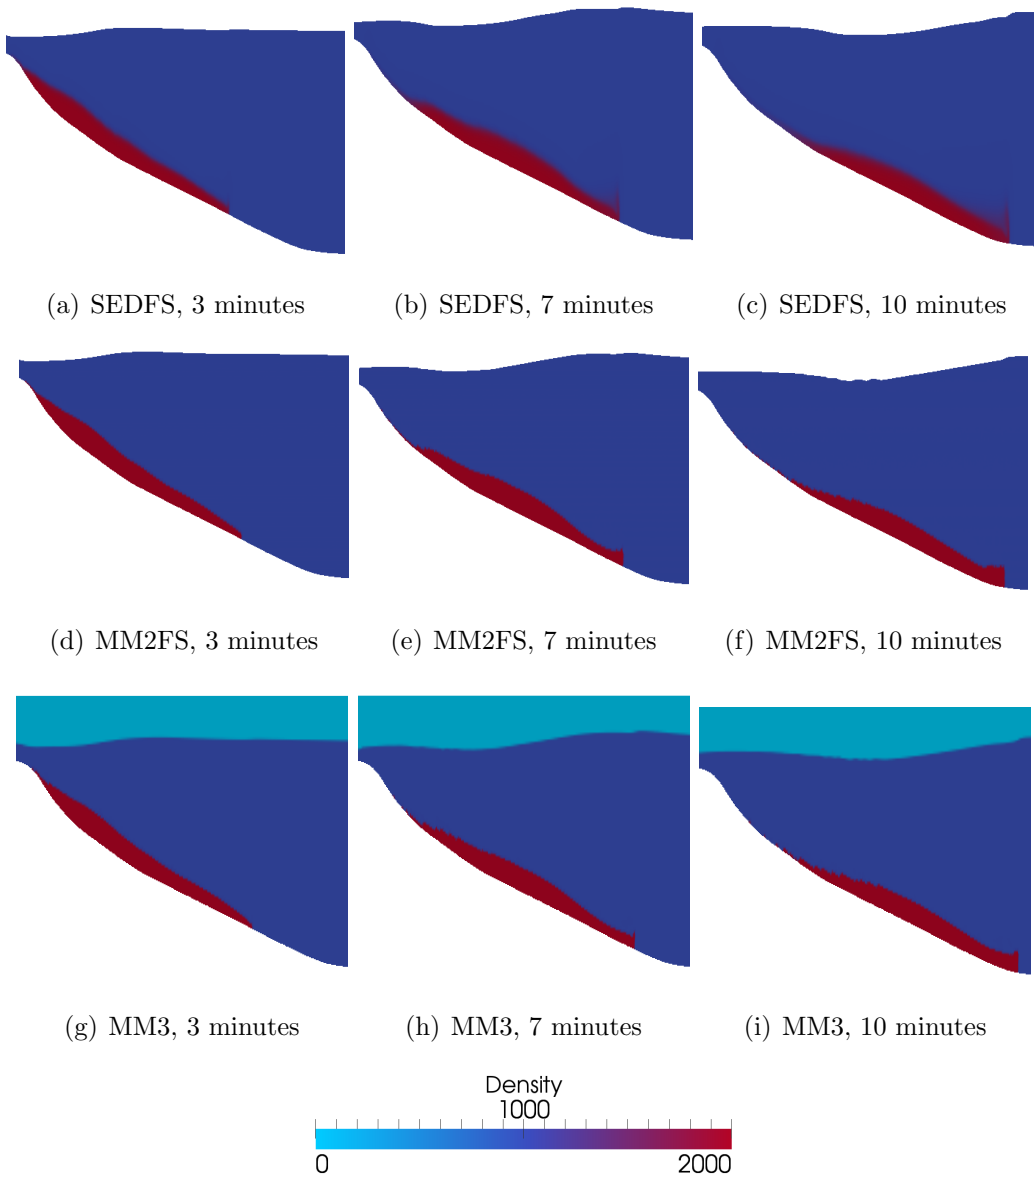 (a) SEDFS, 3 minutes
(b) SEDFS, 7 minutes
(c) SEDFS, 10 minutes
(d) MM2FS, 3 minutes
(e) MM2FS, 7 minutes
(f) MM2FS, 10 minutes
(g) MM3, 3 minutes
(h) MM3, 7 minutes
(i) MM3, 10 minutes
Density
1000
0
2000